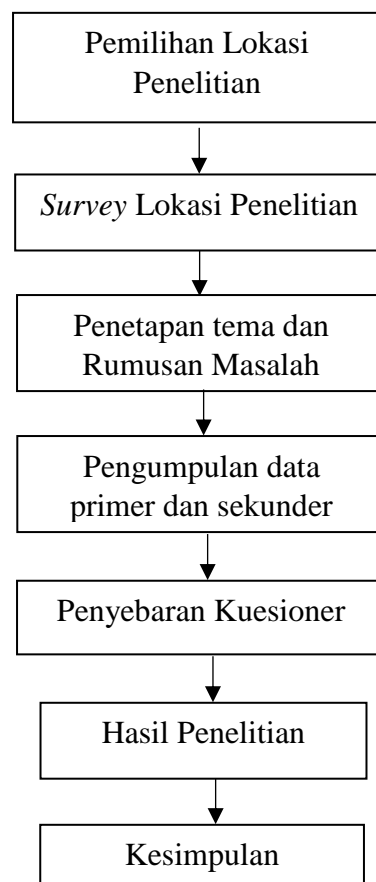 Pemilihan Lokasi
Penelitian
Survey Lokasi Penelitian
Penetapan tema dan
Rumusan Masalah
Pengumpulan data
primer dan sekunder
Penyebaran Kuesioner
Hasil Penelitian
Kesimpulan